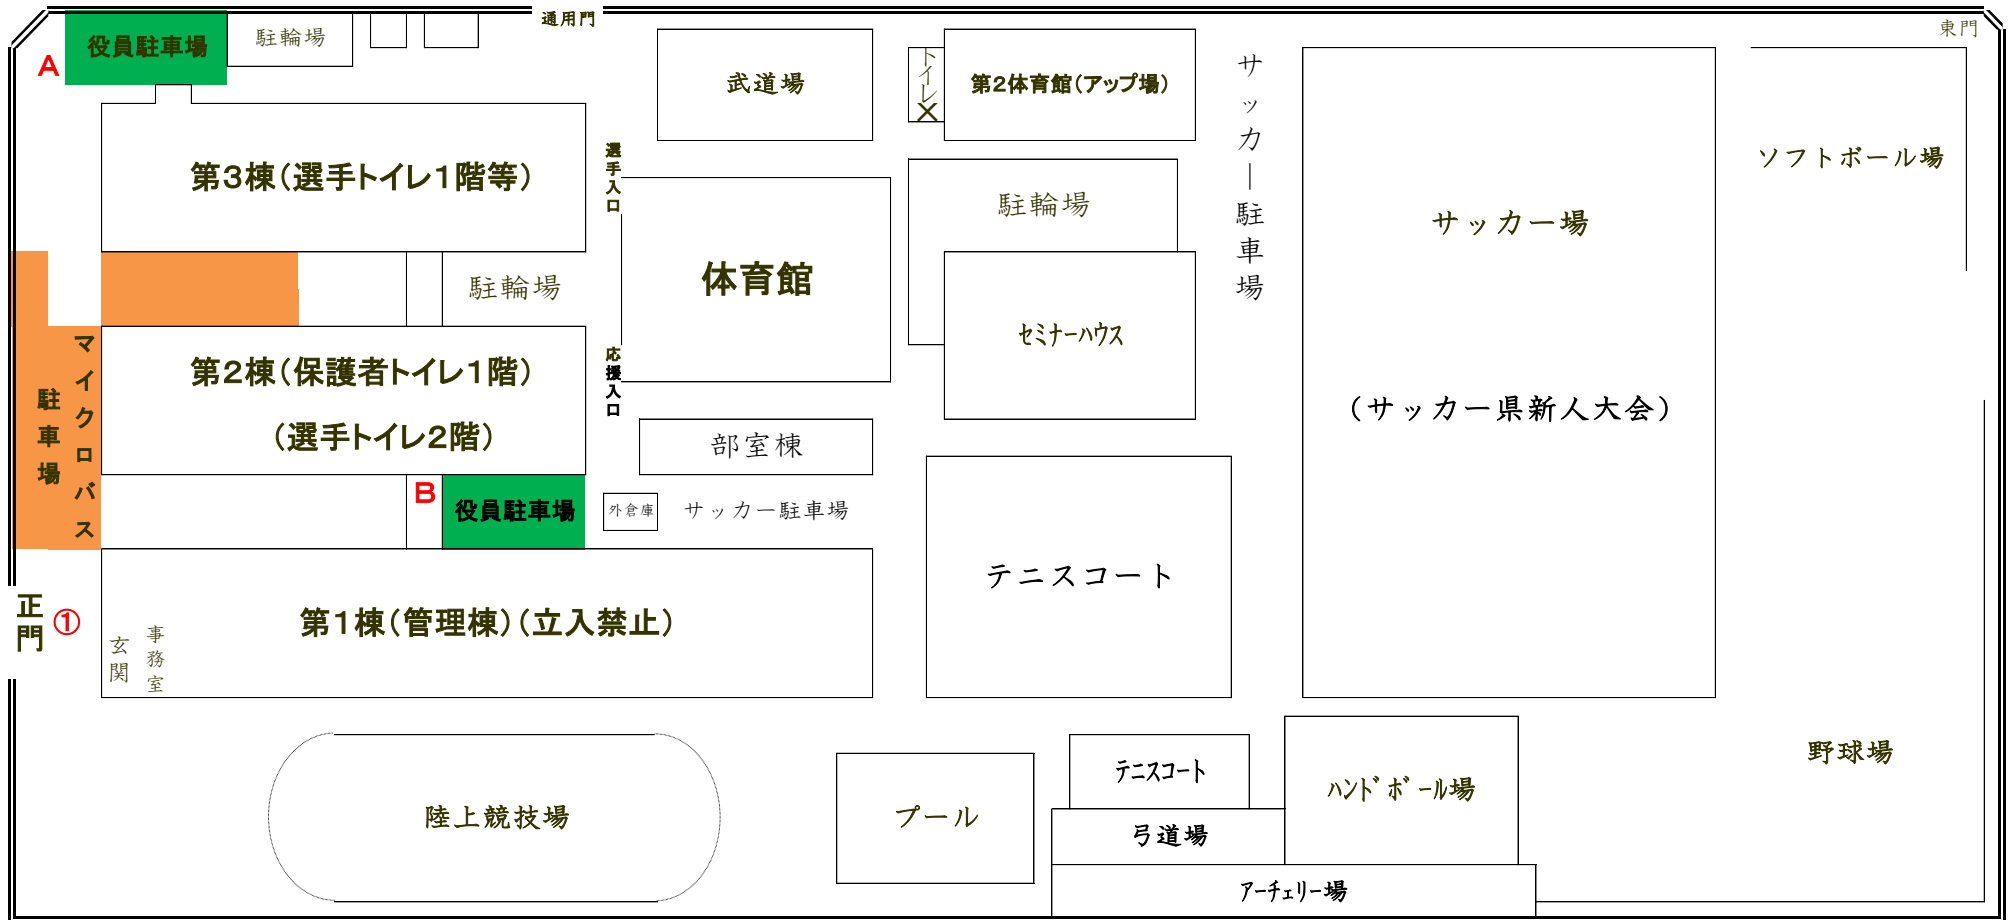 通用門
東門
役員駐車場
駐輪場
A
武道場
トイレ
×
第2体育館(アップ場)
サッカー駐車場
サッカー場
ソフトボール場
第3棟(選手トイレ1階等)
選手入口
駐輪場
体育館
駐輪場
セミナーハウス
マイクロバス
駐車場
第2棟(保護者トイレ1階)
(選手トイレ2階)
応援入口
(サッカー県新人大会)
部室棟
B
役員駐車場
外倉庫
サッカー駐車場
テニスコート
正門
①
第1棟(管理棟)(立入禁止)
玄関
事務室
野球場
テニスコート
ハンドボール場
陸上競技場
プール
弓道場
アーチェリー場